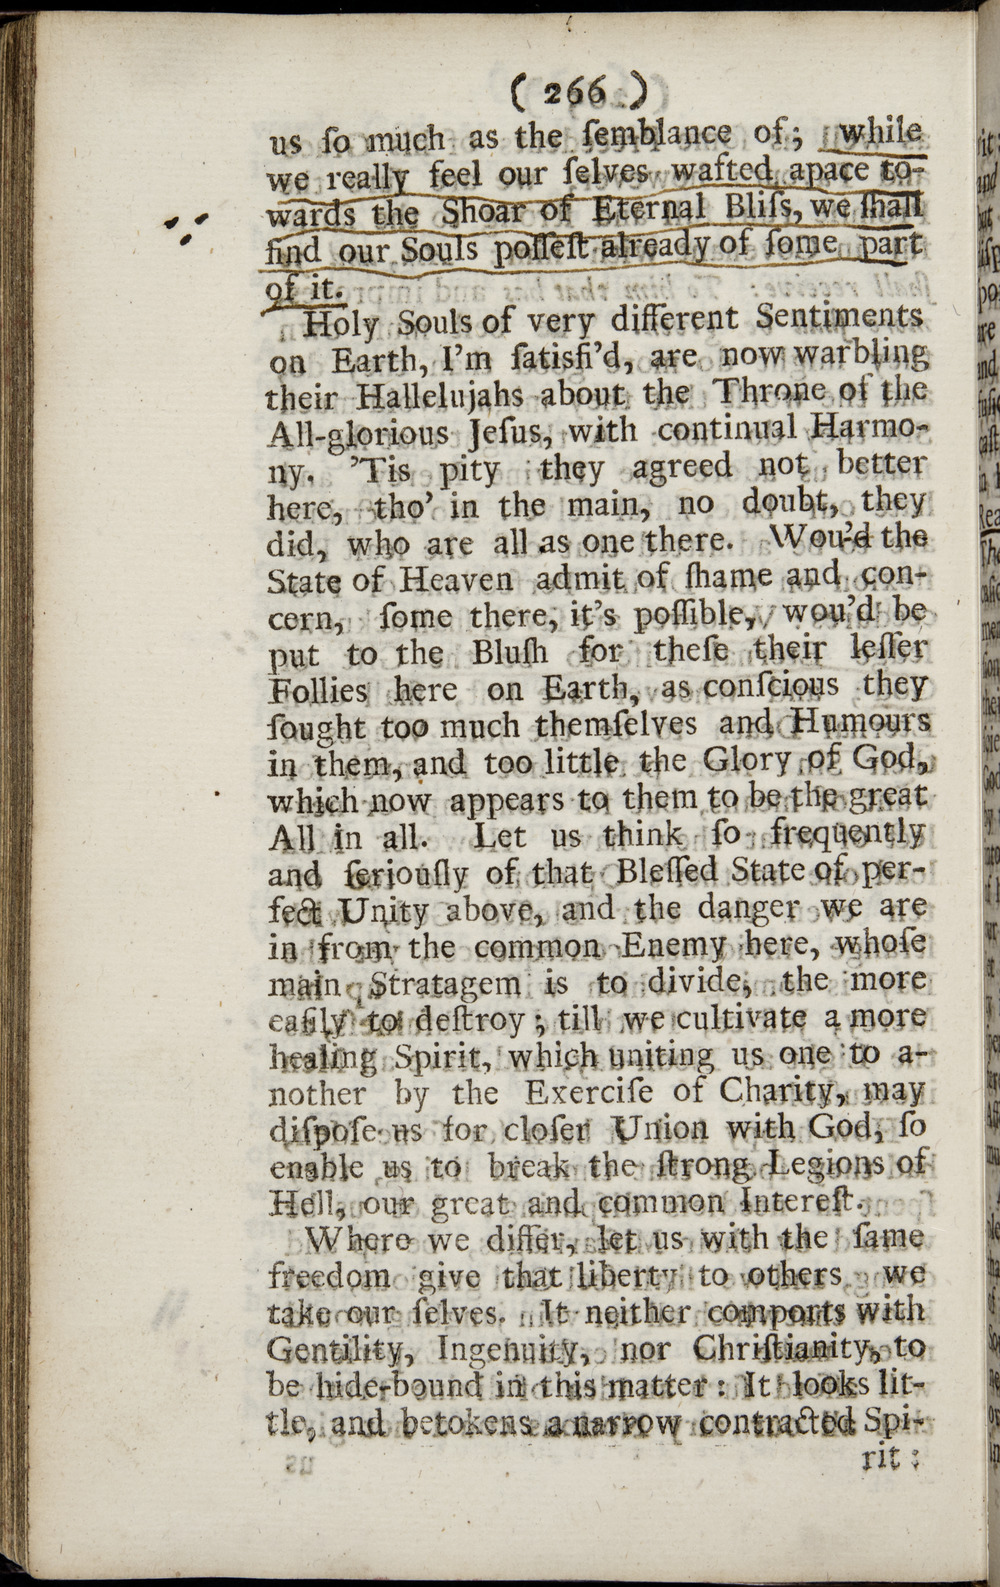 ( 266 )
us ſo much as the ſemblance of; while
we really feel our ſelves wafted apace to-
wards the Shoar of Eternal Bliſs, we ſhall
find our Souls poſſeſt already of ſome part
of it.
Holy Souls of very different Sentiments
on Earth, I'm ſatisfi'd, are now warbling
their Hallelujahs about the Throne of the
All-glorious Jeſus, with continual Harmo-
ny. 'Tis pity they agreed not better
here, tho' in the main, no doubt, they
did, who are all as one there. Wou'd the
State of Heaven admit of ſhame and con-
cern, ſome there, it's poſſible, wou'd be
put to the Bluſh for theſe their leſſer
Follies here on Earth, as conſcious they
ſought too much themſelves and Humours
in them, and too little the Glory of God,
which now appears to them to be the great
All in all. Let us think ſo frequently
and ſeriouſly of that Bleſſed State of per-
fect Unity above, and the danger we are
in from the common Enemy here, whoſe
main Stratagem is to divide, the more
eaſily to deſtroy; till we cultivate a more
healing Spirit, which uniting us one to a-
nother by the Exerciſe of Charity, may
diſpoſe us for cloſer Union with God, ſo
enable us to break the ſtrong Legions of
Hell, our great and common Intereſt.
Where we differ, let us with the ſame
freedom give that liberty to others we
take our ſelves. It neither comports with
Gentility, Ingenuity, nor Chriſtianity, to
be hide-bound in this matter: It looks lit-
tle, and betokens a narrow contracted Spi-
rit: